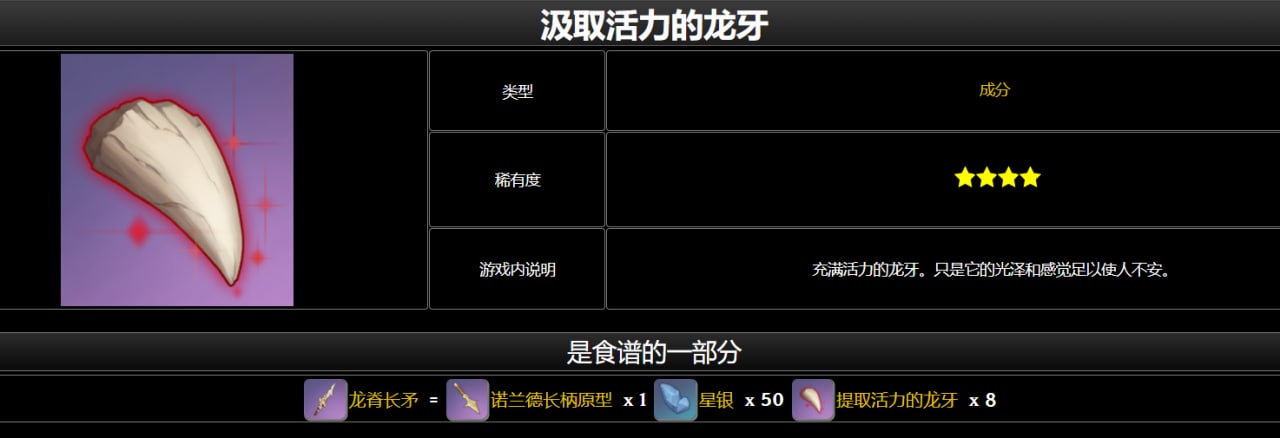 汲取活力的龙牙
类型
成分
稀有度
游戏内说明
充满活力的龙牙。只是它的光泽和感觉足以使人不安。
是食谱的一部分
龙脊长矛 = 诺兰德长柄原型 x 1 星银 x 50 提取活力的龙牙 x 8